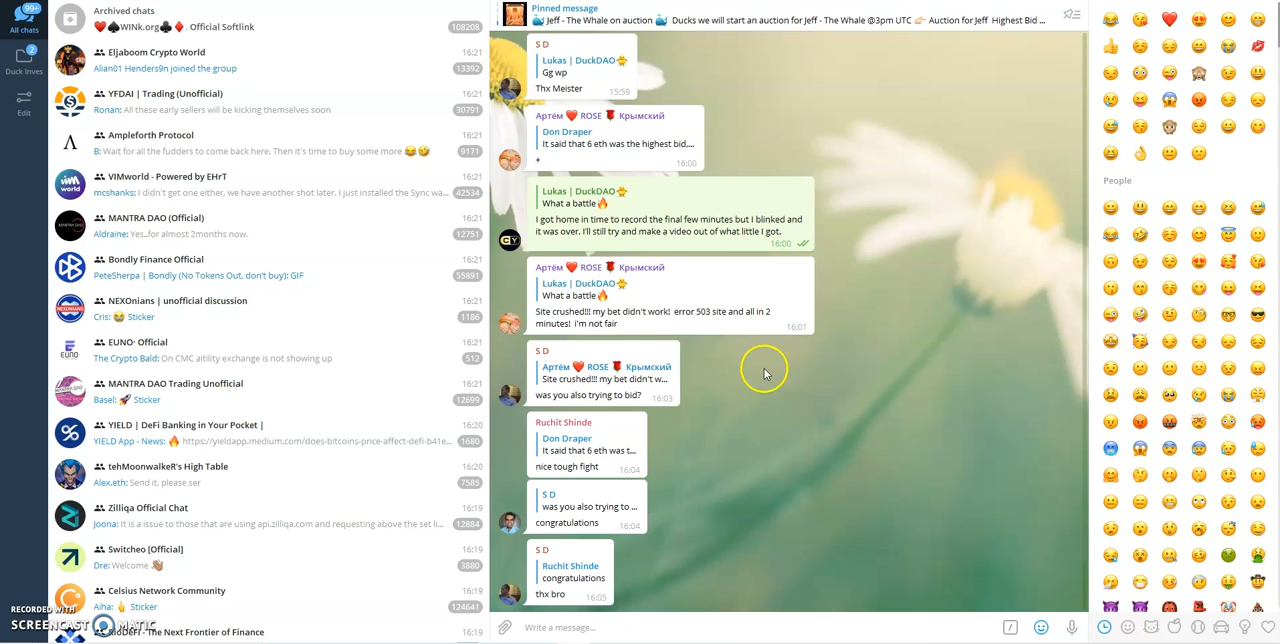 99+
All chats
2
Duck Inves
Edit
Archived chats
❤️♠️WINk.org♣️♦️ Official Softlink
108208
Eljaboom Crypto World
16:21
Alian01 Henders9n joined the group
13392
YFDAI | Trading (Unofficial)
16:21
Ronan: All these early sellers will be kicking themselves soon
30791
Ampleforth Protocol
16:21
B: Wait for all the fudders to come back here. Then it's time to buy some more 😂🤣
9171
VIMworld - Powered by EHrT
16:21
mcshanks: I didn't get one either, we have another shot later. I just installed the Sync wa...
42534
MANTRA DAO (Official)
16:21
Aldraine: Yes..for almost 2months now.
12751
Bondly Finance Official
16:21
PeteSherpa | Bondly (No Tokens Out, don't buy): GIF
55891
NEXOnians | unofficial discussion
16:21
Cris: 😂 Sticker
1186
EUNO· Official
16:21
The Crypto Bald: On CMC aitility exchange is not showing up
512
MANTRA DAO Trading Unofficial
16:21
Basel: 🚀 Sticker
12699
YIELD | DeFi Banking in Your Pocket |
16:20
YIELD App - News: 🔥 https://yieldapp.medium.com/does-bitcoins-price-affect-defi-b41e...
1680
tehMoonwalkeR's High Table
16:20
Alex.eth: Send it, please ser
7585
Zilliqa Official Chat
16:19
Joona: It is a issue to those that are using api.zilliqa.com and requesting above the set li...
12884
Switcheo [Official]
16:19
Dre: Welcome 👋🏼
3880
Celsius Network Community
16:19
Aiha: 👆 Sticker
124641
RidDeFi - The Next Frontier of Finance
16:19
RECORDED WITH
SCREENCAST MATIC
Pinned message
🐳 Jeff - The Whale on auction 🐳 Ducks we will start an auction for Jeff - The Whale @3pm UTC 👉🏻 Auction for Jeff Highest Bid ...
S D
Lukas | DuckDAO🐥
Gg wp
Thx Meister
15:59
Артём ❤️ ROSE 🌹 Крымский
Don Draper
It said that 6 eth was the highest bid,...
+
16:00
Lukas | DuckDAO🐥
What a battle🔥
I got home in time to record the final few minutes but I blinked and
it was over. I'll still try and make a video out of what little I got.
16:00
CY
Артём ❤️ ROSE 🌹 Крымский
Lukas | DuckDAO🐥
What a battle🔥
Site crushed!!! my bet didn't work! error 503 site and all in 2
minutes! i'm not fair
16:01
S D
Артём ❤️ ROSE 🌹 Крымский
Site crushed!!! my bet didn't w...
was you also trying to bid?
16:03
Ruchit Shinde
Don Draper
It said that 6 eth was t...
nice tough fight
16:04
S D
was you also trying to ...
congratulations
16:04
S D
Ruchit Shinde
congratulations
thx bro
16:05
Write a message...
People